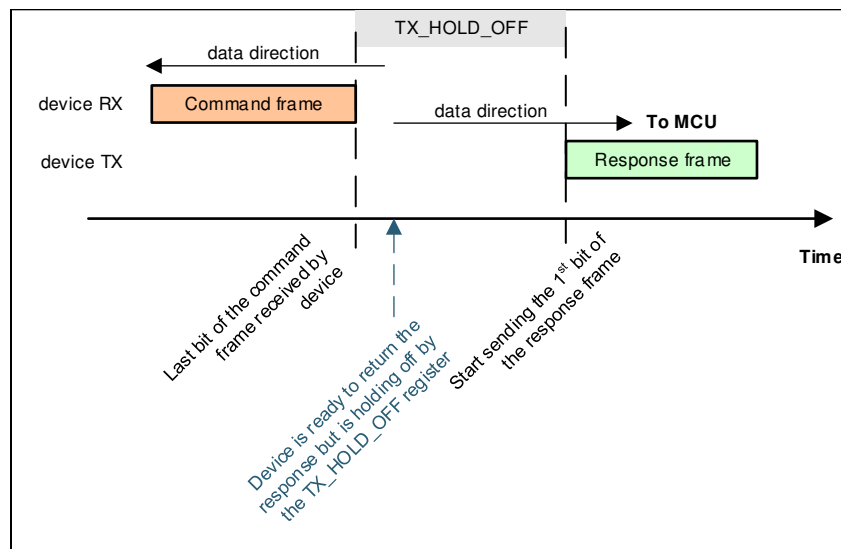 TX_HOLD_OFF
data direction
device RX
Command frame
data direction
To MCU
device TX
Response frame
Time
Last bit of the command
frame received by
device
Device is ready to return the
response but is holding off by
the TX_HOLD_OFF register
Start sending the 1st bit of
the response frame